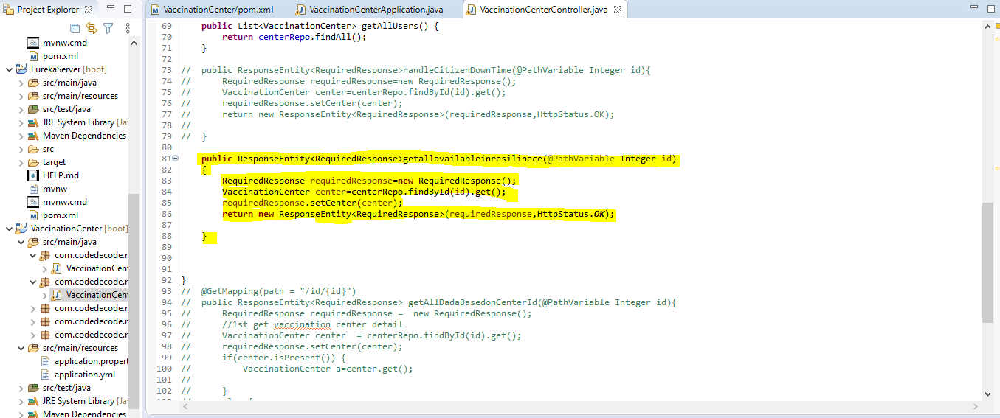 Project Explorer
mvnw.cmd
pom.xml
EurekaServer [boot]
src/main/java
src/main/resources
src/test/java
JRE System Library [Ja
Maven Dependencies
src
target
HELP.md
mvnw
mvnw.cmd
pom.xml
VaccinationCenter [boot]
src/main/java
com.codedecode.r
VaccinationCen
com.codedecode.r
VaccinationCen
com.codedecode.r
com.codedecode.r
com.codedecode.r
src/main/resources
application.propert
application.yml
src/test/java
JRE System Library [Ja
Maven Dependencies
VaccinationCenter/pom.xml
VaccinationCenterApplication.java
VaccinationCenterController.java
69 public List<VaccinationCenter> getAllUsers() {
70 return centerRepo.findAll();
71 }
72
73 // public ResponseEntity<RequiredResponse>handleCitizenDownTime(@PathVariable Integer id){
74 // RequiredResponse requiredResponse=new RequiredResponse();
75 // VaccinationCenter center=centerRepo.findById(id).get();
76 // requiredResponse.setCenter(center);
77 // return new ResponseEntity<RequiredResponse>(requiredResponse,HttpStatus.OK);
78 //
79 // }
80
81 public ResponseEntity<RequiredResponse>getallavailableinresilinece(@PathVariable Integer id)
82 {
83 RequiredResponse requiredResponse=new RequiredResponse();
84 VaccinationCenter center=centerRepo.findById(id).get();
85 requiredResponse.setCenter(center);
86 return new ResponseEntity<RequiredResponse>(requiredResponse,HttpStatus.OK);
87
88 }
89
90
91
92 }
93 // @GetMapping(path = "/id/{id}")
94 // public ResponseEntity<RequiredResponse> getAllDadaBasedonCenterId(@PathVariable Integer id){
95 // RequiredResponse requiredResponse = new RequiredResponse();
96 // //1st get vaccination center detail
97 // VaccinationCenter center = centerRepo.findById(id).get();
98 // requiredResponse.setCenter(center);
99 // if(center.isPresent()) {
100 // VaccinationCenter a=center.get();
101 //
102 // }